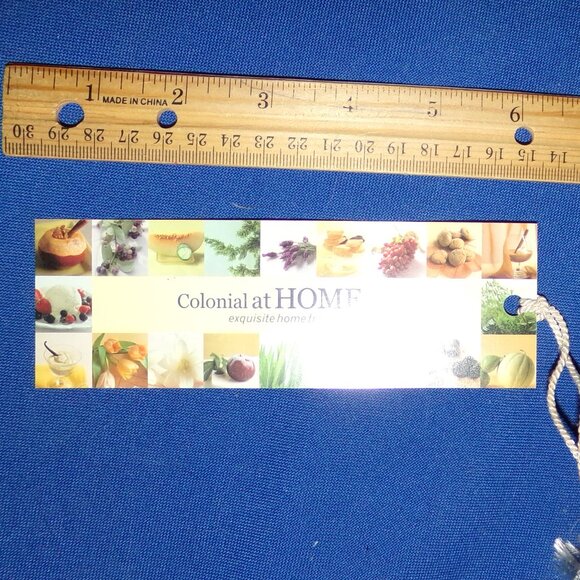 1 MADE IN CHINA 2 3 4 5 6
30 29 28 27 26 25 24 23 22 21 20 19 18 17 16 15 14
Colonial at HOME
exquisite home